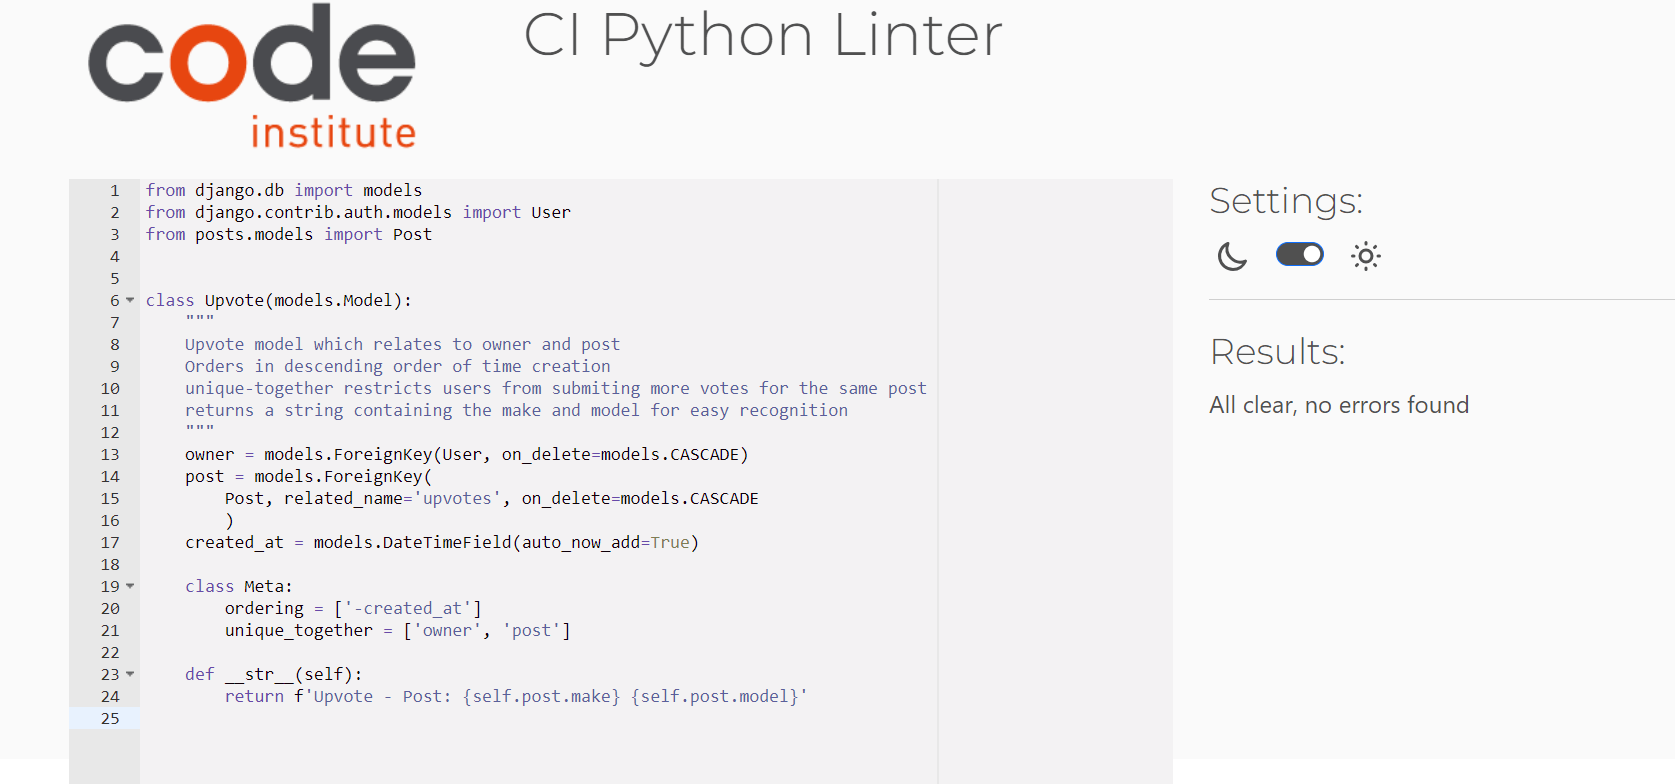 code
institute
CI Python Linter
1 from django.db import models
2 from django.contrib.auth.models import User
3 from posts.models import Post
4
5
6 class Upvote(models.Model):
7     """
8     Upvote model which relates to owner and post
9     Orders in descending order of time creation
10     unique-together restricts users from submiting more votes for the same post
11     returns a string containing the make and model for easy recognition
12     """
13     owner = models.ForeignKey(User, on_delete=models.CASCADE)
14     post = models.ForeignKey(
15         Post, related_name='upvotes', on_delete=models.CASCADE
16         )
17     created_at = models.DateTimeField(auto_now_add=True)
18
19     class Meta:
20         ordering = ['-created_at']
21         unique_together = ['owner', 'post']
22
23     def __str__(self):
24         return f'Upvote - Post: {self.post.make} {self.post.model}'
25
Settings:
Results:
All clear, no errors found